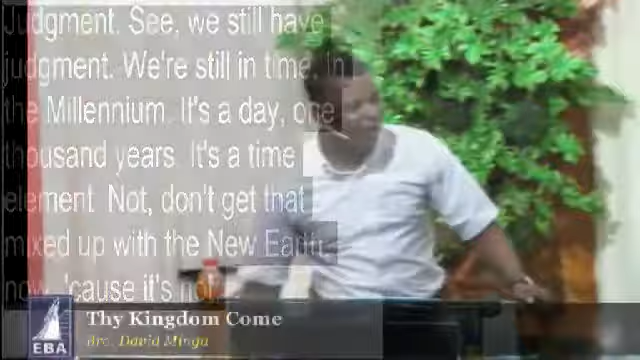 Judgment. See, we still have
judgment. We're still in time. In
the Millennium. It's a day, one
thousand years. It's a time
element. Not, don't get that
mixed up with the New Earth,
now, 'cause it's not
Thy Kingdom Come
Bro. David Minga
EBA